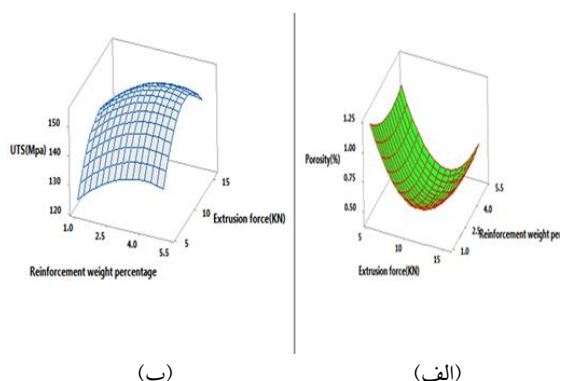 150
UTS(Mpa) 140
130
120
1.0
2.5
4.0
5.5
5
10
15
Extrusion force(KN)
Reinforcement weight percentage
(ب)
1.25
1.00
Porosity(%)
0.75
0.50
5
10
15
Extrusion force(KN)
1.0
2.5
4.0
5.5
Reinforcement weight
(الف)